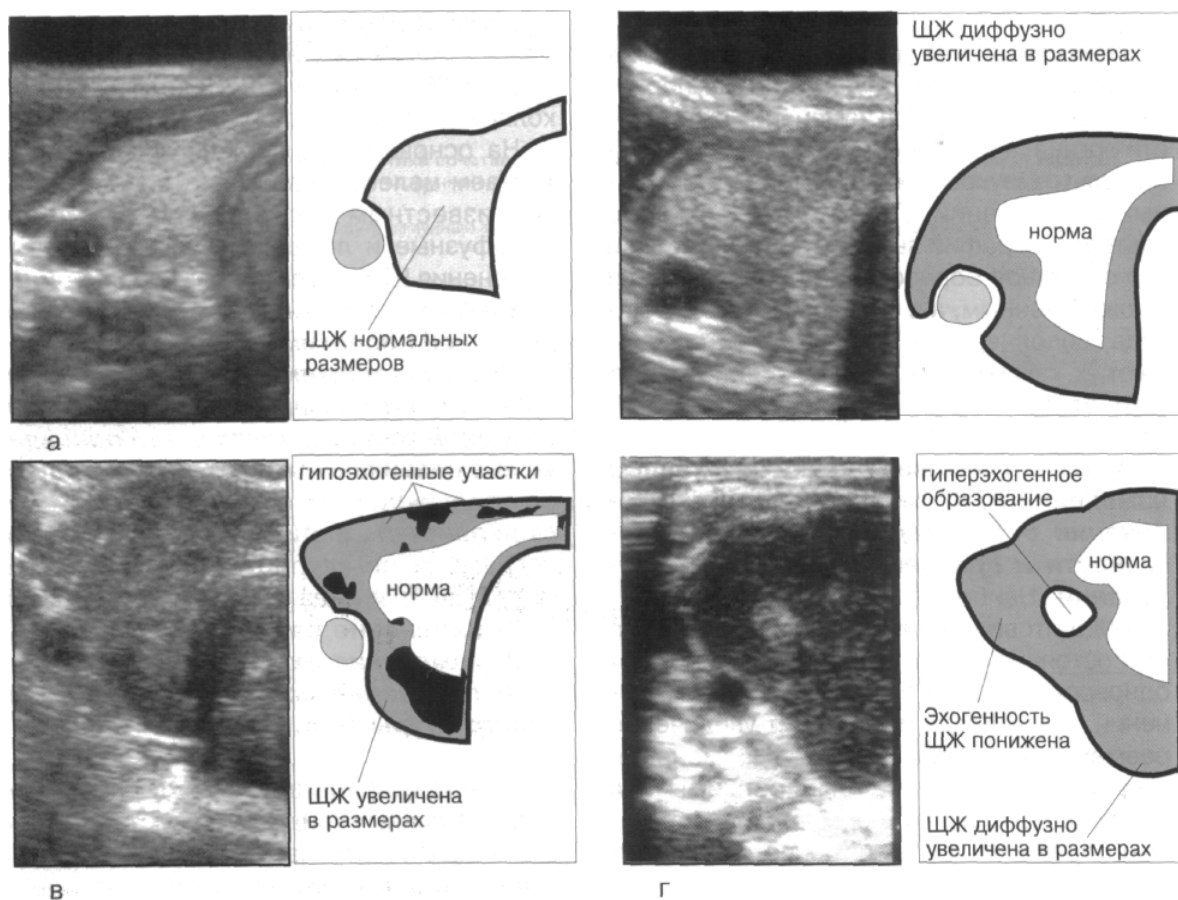 ЩЖ нормальных
размеров
а
ЩЖ диффузно
увеличена в размерах
норма
гипоэхогенные участки
норма
ЩЖ увеличена
в размерах
в
гиперэхогенное
образование
норма
Эхогенность
ЩЖ понижена
ЩЖ диффузно
увеличена в размерах
г